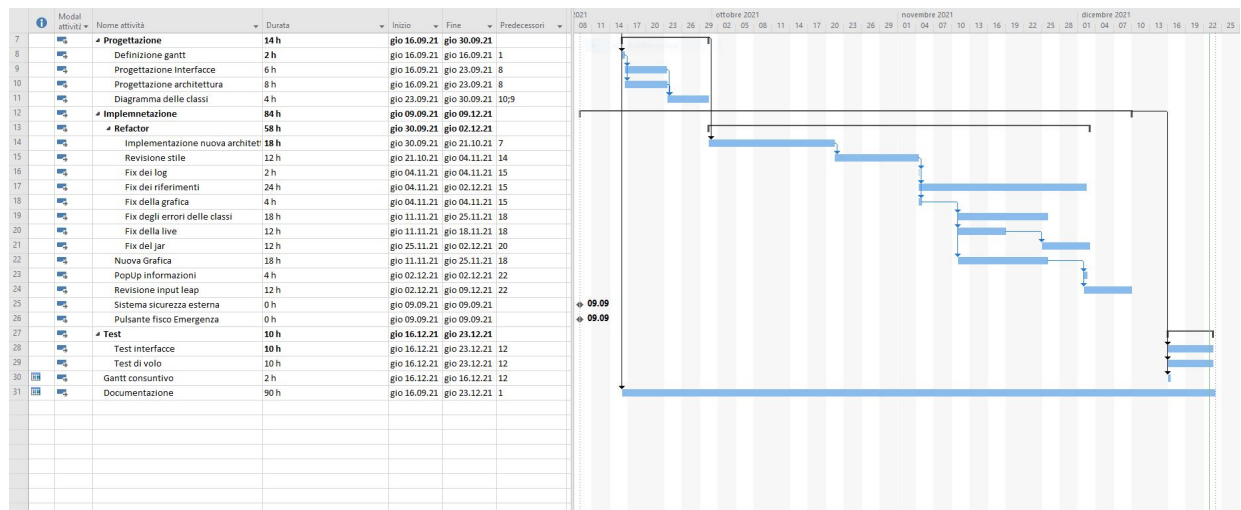 2021 ottobre 2021 novembre 2021 dicembre 2021
Modal attività Nome attività Durata Inizio Fine Predecessori 08 11 14 17 20 23 26 29 02 05 08 11 14 17 20 23 26 29 01 04 07 10 13 16 19 22 25 28 01 04 07 10 13 16 19 22 25
7 Progettazione 14 h gio 16.09.21 gio 30.09.21
8 Definizione gantt 2 h gio 16.09.21 gio 16.09.21 1
9 Progettazione Interfacce 6 h gio 16.09.21 gio 23.09.21 8
10 Progettazione architettura 8 h gio 16.09.21 gio 23.09.21 8
11 Diagramma delle classi 4 h gio 23.09.21 gio 30.09.21 10;9
12 Implemnetazione 84 h gio 09.09.21 gio 09.12.21
13 Refactor 58 h gio 30.09.21 gio 02.12.21
14 Implementazione nuova architet 18 h gio 30.09.21 gio 21.10.21 7
15 Revisione stile 12 h gio 21.10.21 gio 04.11.21 14
16 Fix dei log 2 h gio 04.11.21 gio 04.11.21 15
17 Fix dei riferimenti 24 h gio 04.11.21 gio 02.12.21 15
18 Fix della grafica 4 h gio 04.11.21 gio 04.11.21 15
19 Fix degli errori delle classi 18 h gio 11.11.21 gio 25.11.21 18
20 Fix della live 12 h gio 11.11.21 gio 18.11.21 18
21 Fix del jar 12 h gio 25.11.21 gio 02.12.21 20
22 Nuova Grafica 18 h gio 11.11.21 gio 25.11.21 18
23 PopUp informazioni 4 h gio 02.12.21 gio 02.12.21 22
24 Revisione input leap 12 h gio 02.12.21 gio 09.12.21 22
25 Sistema sicurezza esterna 0 h gio 09.09.21 gio 09.09.21 09.09
26 Pulsante fisco Emergenza 0 h gio 09.09.21 gio 09.09.21 09.09
27 Test 10 h gio 16.12.21 gio 23.12.21
28 Test interfacce 10 h gio 16.12.21 gio 23.12.21 12
29 Test di volo 10 h gio 16.12.21 gio 23.12.21 12
30 Gantt consuntivo 2 h gio 16.12.21 gio 16.12.21 12
31 Documentazione 90 h gio 16.09.21 gio 23.12.21 1